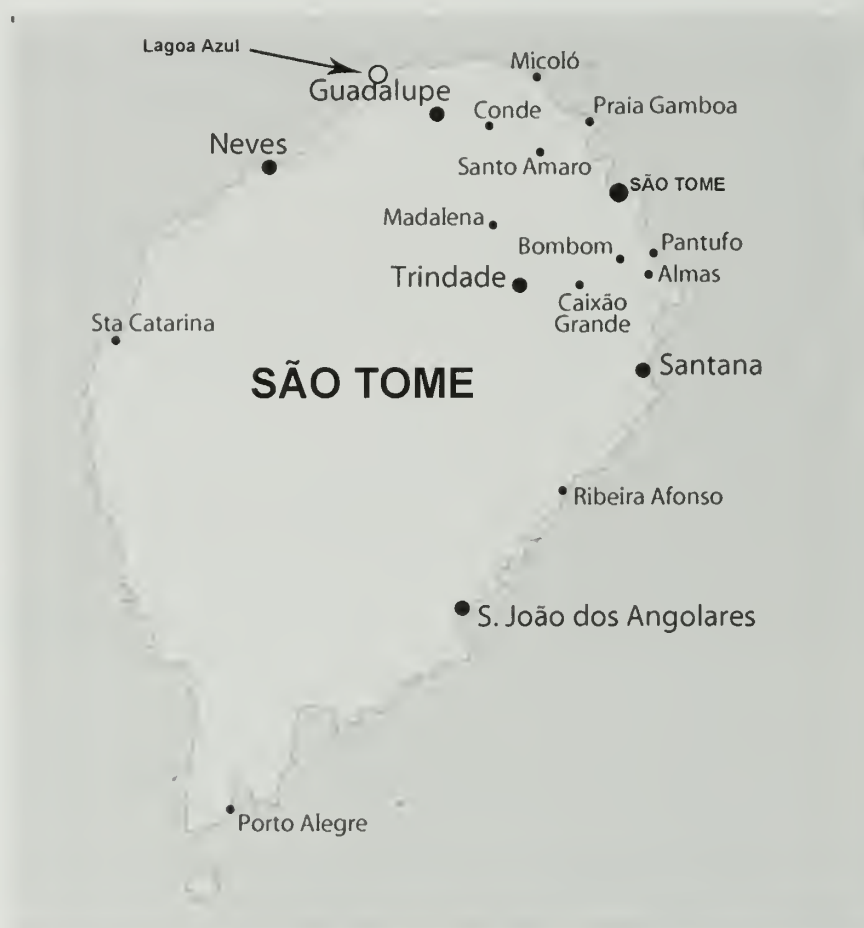 Lagoa Azul
Micoló
Guadalupe
Conde
Praia Gamboa
Neves
Santo Amaro
SÃO TOME
Madalena
Bombom
Pantufo
Trindade
Almas
Caixão
Grande
Sta Catarina
Santana
SÃO TOME
Ribeira Afonso
S. João dos Angolares
Porto Alegre